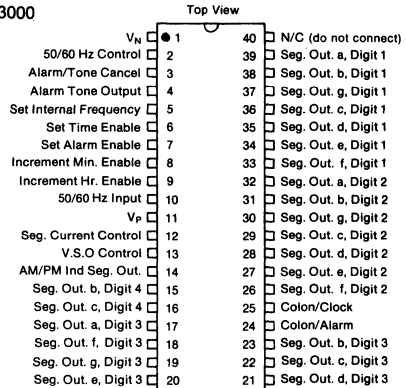 3000
Top View
V_N 1 40 N/C (do not connect)
50/60 Hz Control 2 39 Seg. Out. a, Digit 1
Alarm/Tone Cancel 3 38 Seg. Out. b, Digit 1
Alarm Tone Output 4 37 Seg. Out. g, Digit 1
Set Internal Frequency 5 36 Seg. Out. c, Digit 1
Set Time Enable 6 35 Seg. Out. d, Digit 1
Set Alarm Enable 7 34 Seg. Out. e, Digit 1
Increment Min. Enable 8 33 Seg. Out. f, Digit 1
Increment Hr. Enable 9 32 Seg. Out. a, Digit 2
50/60 Hz Input 10 31 Seg. Out. b, Digit 2
V_P 11 30 Seg. Out. g, Digit 2
Seg. Current Control 12 29 Seg. Out. c, Digit 2
V.S.O Control 13 28 Seg. Out. d, Digit 2
AM/PM Ind Seg. Out. 14 27 Seg. Out. e, Digit 2
Seg. Out. b, Digit 4 15 26 Seg. Out. f, Digit 2
Seg. Out. c, Digit 4 16 25 Colon/Clock
Seg. Out. a, Digit 3 17 24 Colon/Alarm
Seg. Out. f, Digit 3 18 23 Seg. Out. b, Digit 3
Seg. Out. g, Digit 3 19 22 Seg. Out. c, Digit 3
Seg. Out. e, Digit 3 20 21 Seg. Out. d, Digit 3